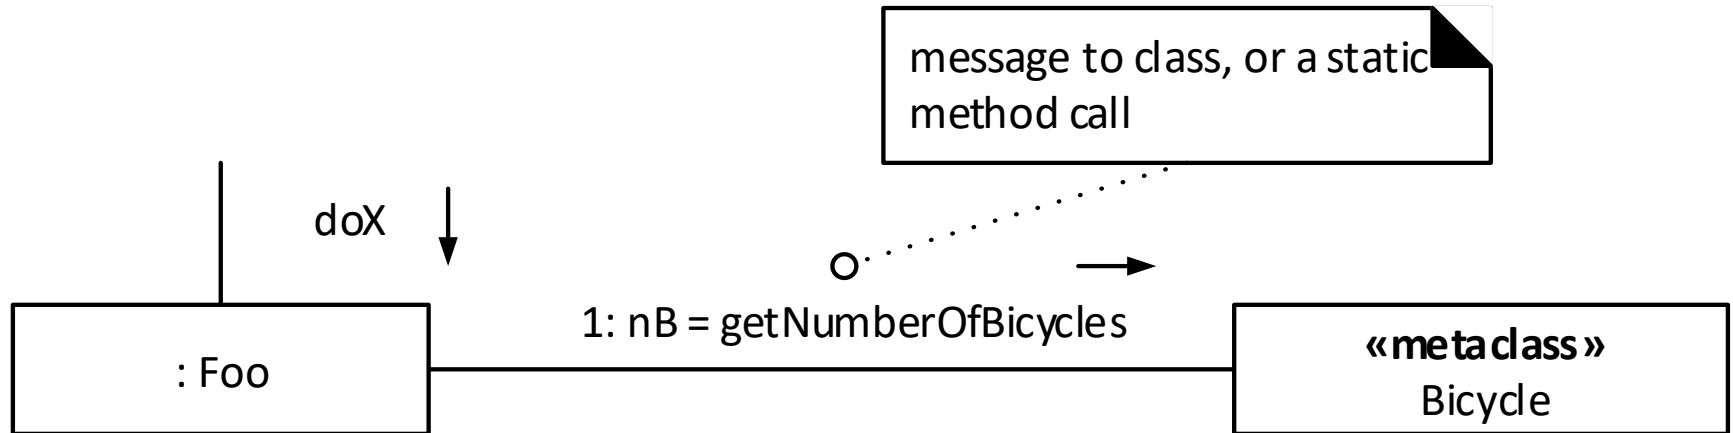 message to class, or a static
method call
doX
1: nB = getNumberOfBicycles
: Foo
«metaclass»
Bicycle